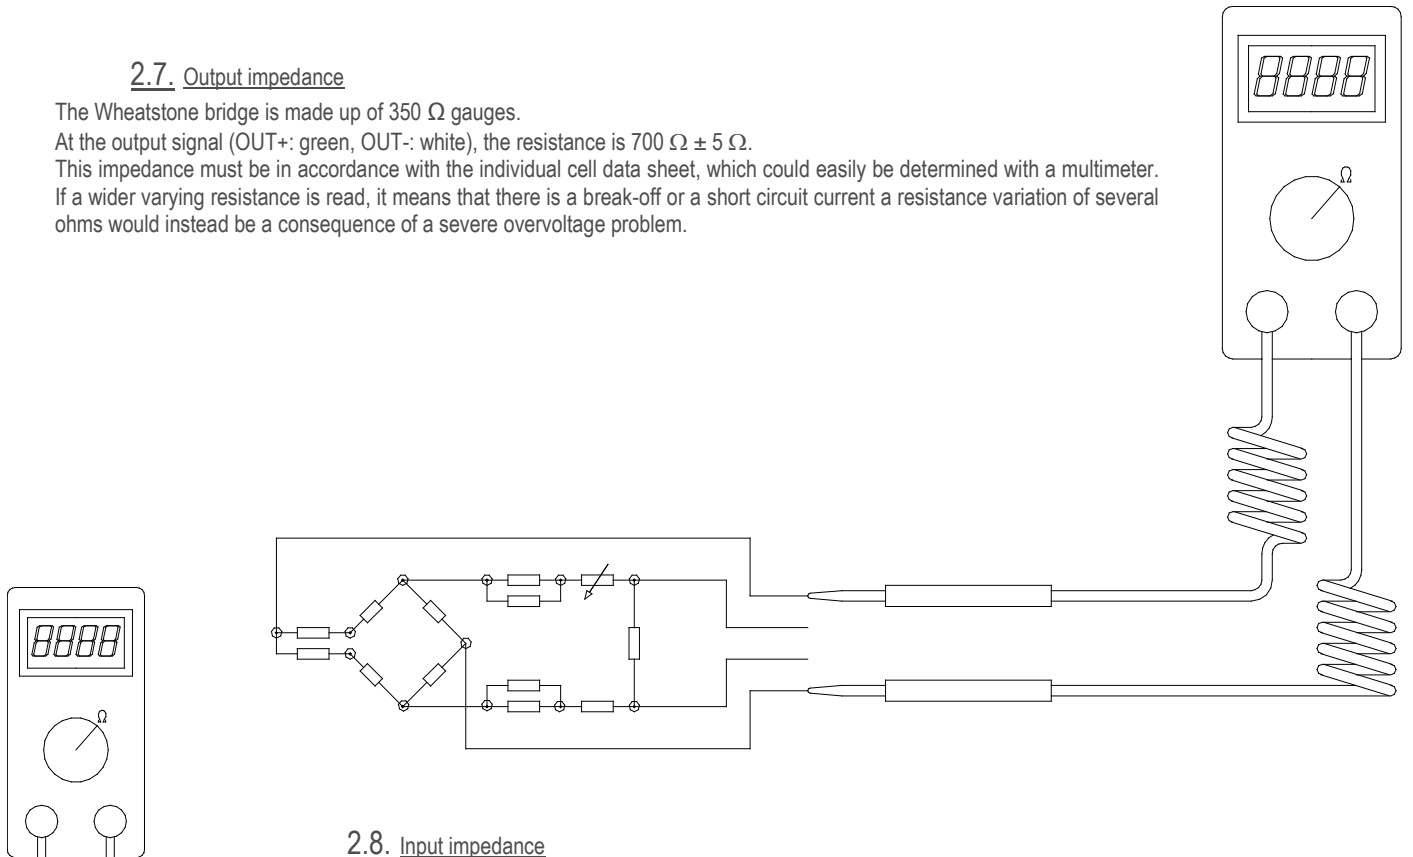 2.7. Output impedance
The Wheatstone bridge is made up of 350 Ω gauges.
At the output signal (OUT+: green, OUT-: white), the resistance is 700 Ω ± 5 Ω.
This impedance must be in accordance with the individual cell data sheet, which could easily be determined with a multimeter.
If a wider varying resistance is read, it means that there is a break-off or a short circuit current a resistance variation of several
ohms would instead be a consequence of a severe overvoltage problem.
8888
Ω
8888
Ω
2.8. Input impedance